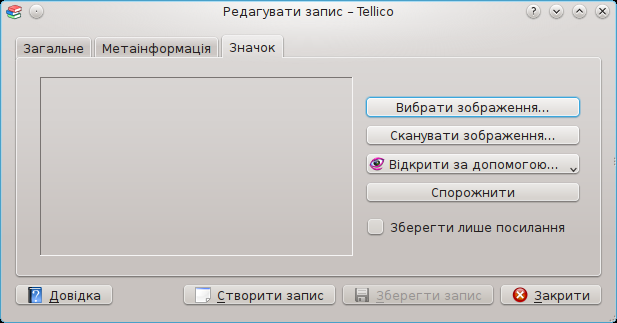 Редагувати запис – Tellico
Загальне Метаінформація Значок
Вибрати зображення...
Сканувати зображення...
Відкрити за допомогою...
Спорожнити
Зберегти лише посилання
Довідка Створити запис Зберегти запис Закрити